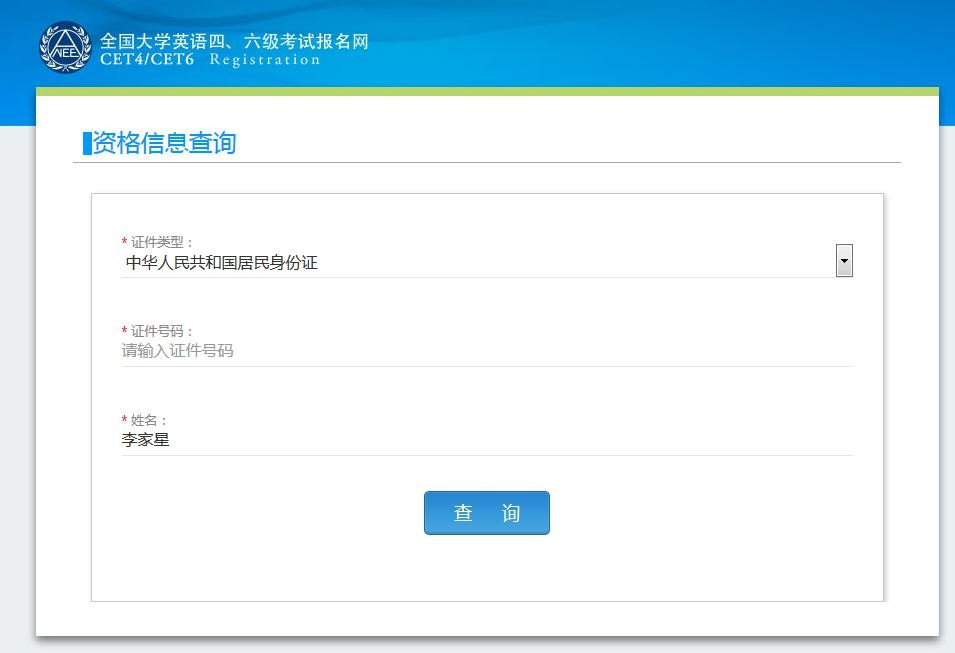 NEE
全国大学英语四、六级考试报名网
CET4/CET6 Registration
资格信息查询
* 证件类型：
中华人民共和国居民身份证
* 证件号码：
请输入证件号码
* 姓名：
李家星
查 询